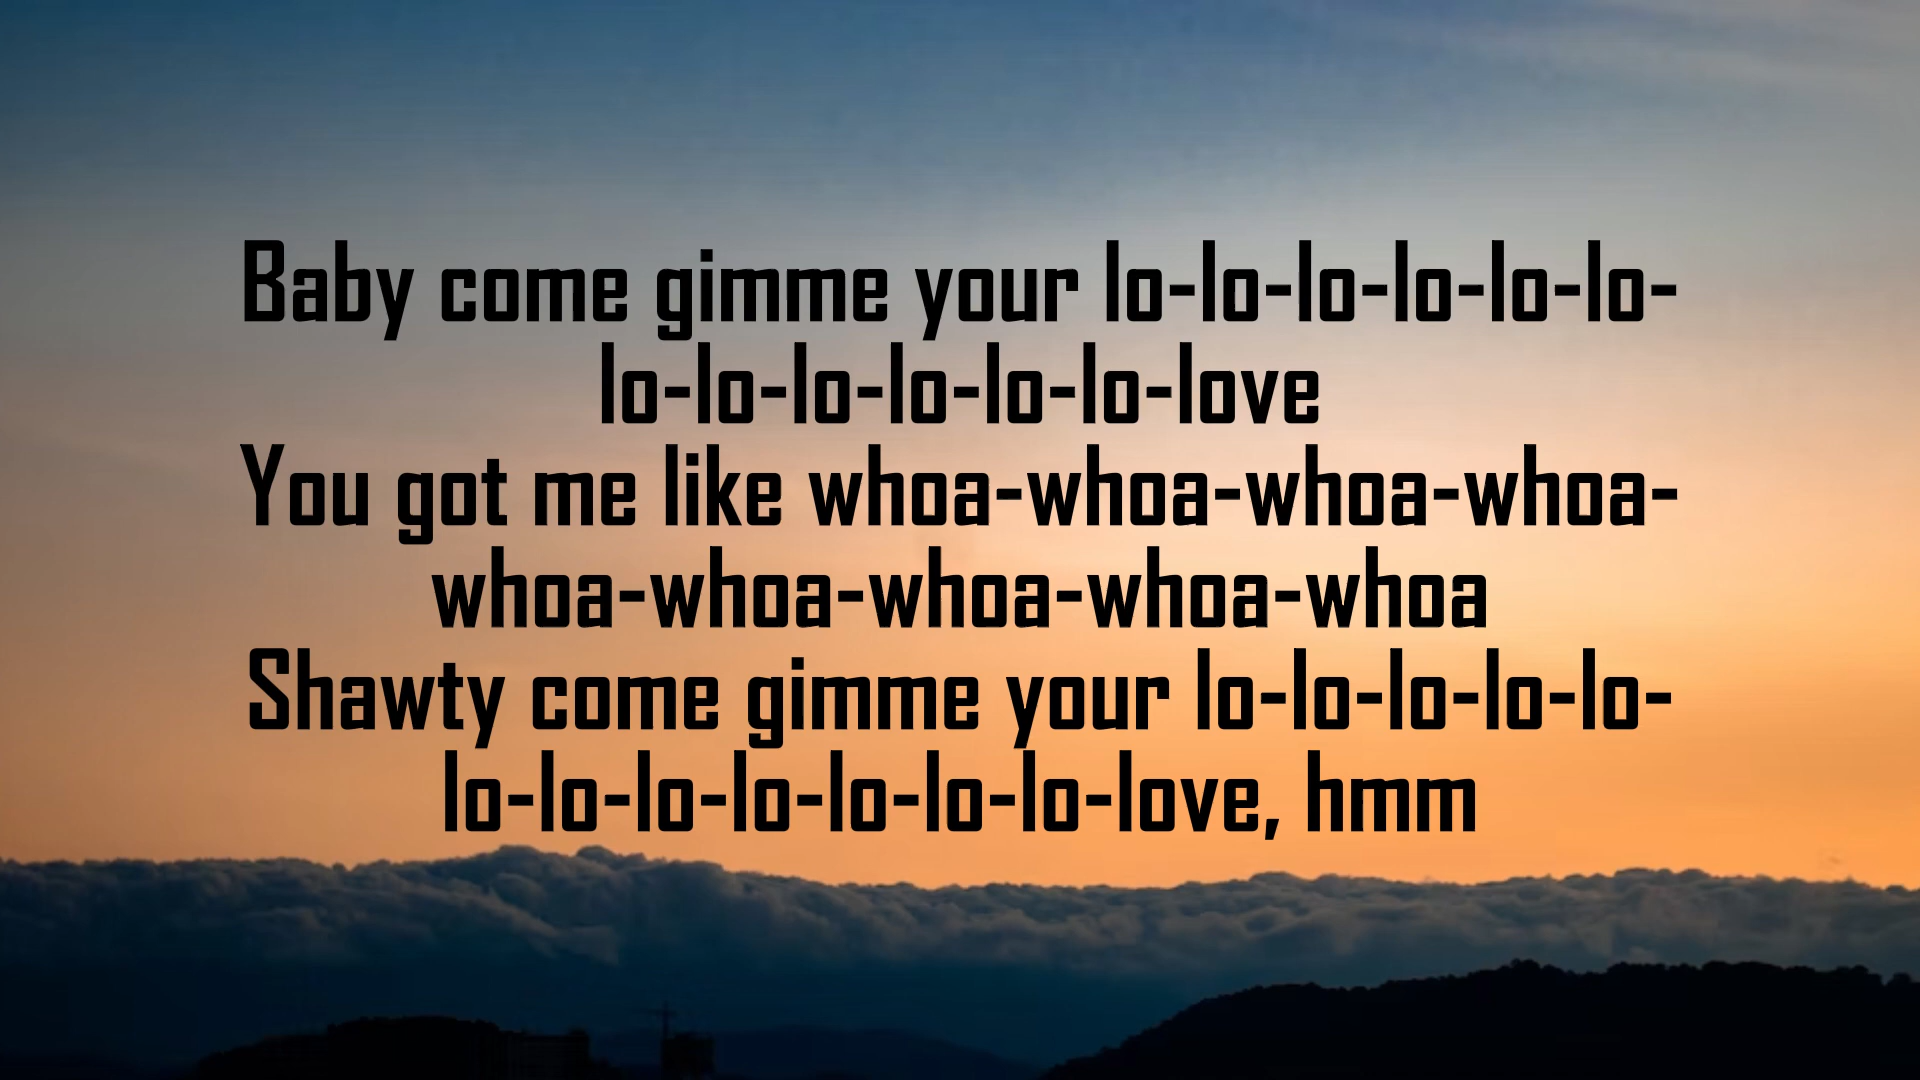 Baby come gimme your lo-lo-lo-lo-lo-lo-
lo-lo-lo-lo-lo-lo-love
You got me like whoa-whoa-whoa-whoa-
whoa-whoa-whoa-whoa-whoa
Shawty come gimme your lo-lo-lo-lo-lo-
lo-lo-lo-lo-lo-lo-lo-love, hmm